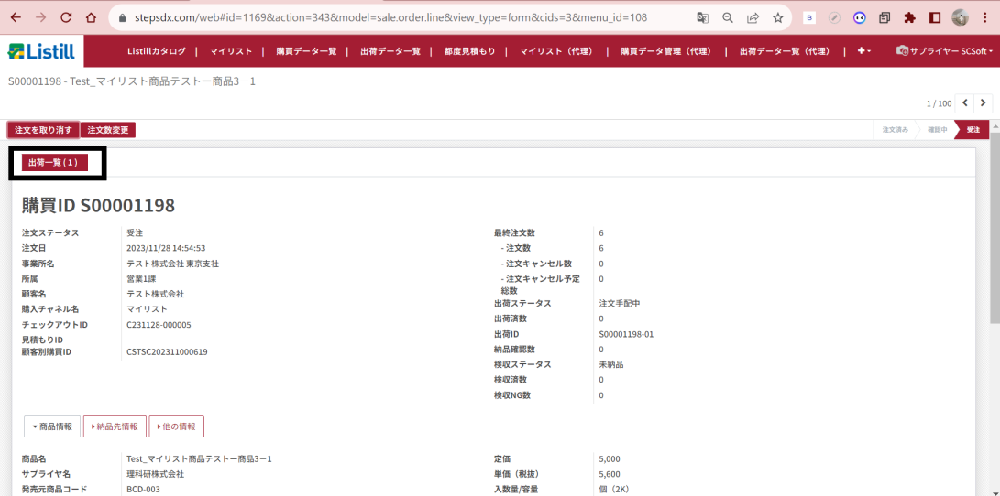 stepsdx.com/web#id=1169&action=343&model=sale.order.line&view_type=form&cids=3&menu_id=108
Listill
Listillカタログ | マイリスト | 購買データ一覧 | 出荷データ一覧 | 都度見積もり | マイリスト（代理） | 購買データ管理（代理） | 出荷データ一覧（代理） | サプライヤー SCSoft
S00001198 - Test_マイリスト商品テストー商品3－1
1 / 100
注文を取り消す 注文数変更 注文済み 確認中 受注
出荷一覧 ( 1 )
購買ID S00001198
注文ステータス 受注
注文日 2023/11/28 14:54:53
事業所名 テスト株式会社 東京支社
所属 営業1課
顧客名 テスト株式会社
購入チャネル名 マイリスト
チェックアウトID C231128-000005
見積もりID
顧客別購買ID CSTSC202311000619
最終注文数 6
- 注文数 6
- 注文キャンセル数 0
- 注文キャンセル予定総数 0
出荷ステータス 注文手配中
出荷済数 0
出荷ID S00001198-01
納品確認数 0
検収ステータス 未納品
検収済数 0
検収NG数 0
商品情報 納品先情報 他の情報
商品名 Test_マイリスト商品テストー商品3－1
サプライヤ名 理科研株式会社
発売元商品コード BCD-003
定価 5,000
単価（税抜） 5,600
入数量/容量 個（2K）